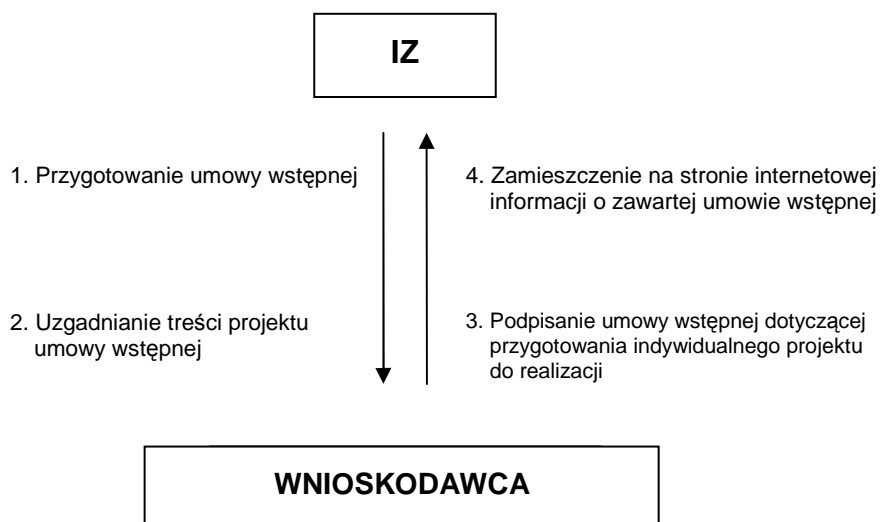 IZ
1. Przygotowanie umowy wstępnej
2. Uzgadnianie treści projektu
umowy wstępnej
4. Zamieszczenie na stronie internetowej
informacji o zawartej umowie wstępnej
3. Podpisanie umowy wstępnej dotyczącej
przygotowania indywidualnego projektu
do realizacji
WNIOSKODAWCA